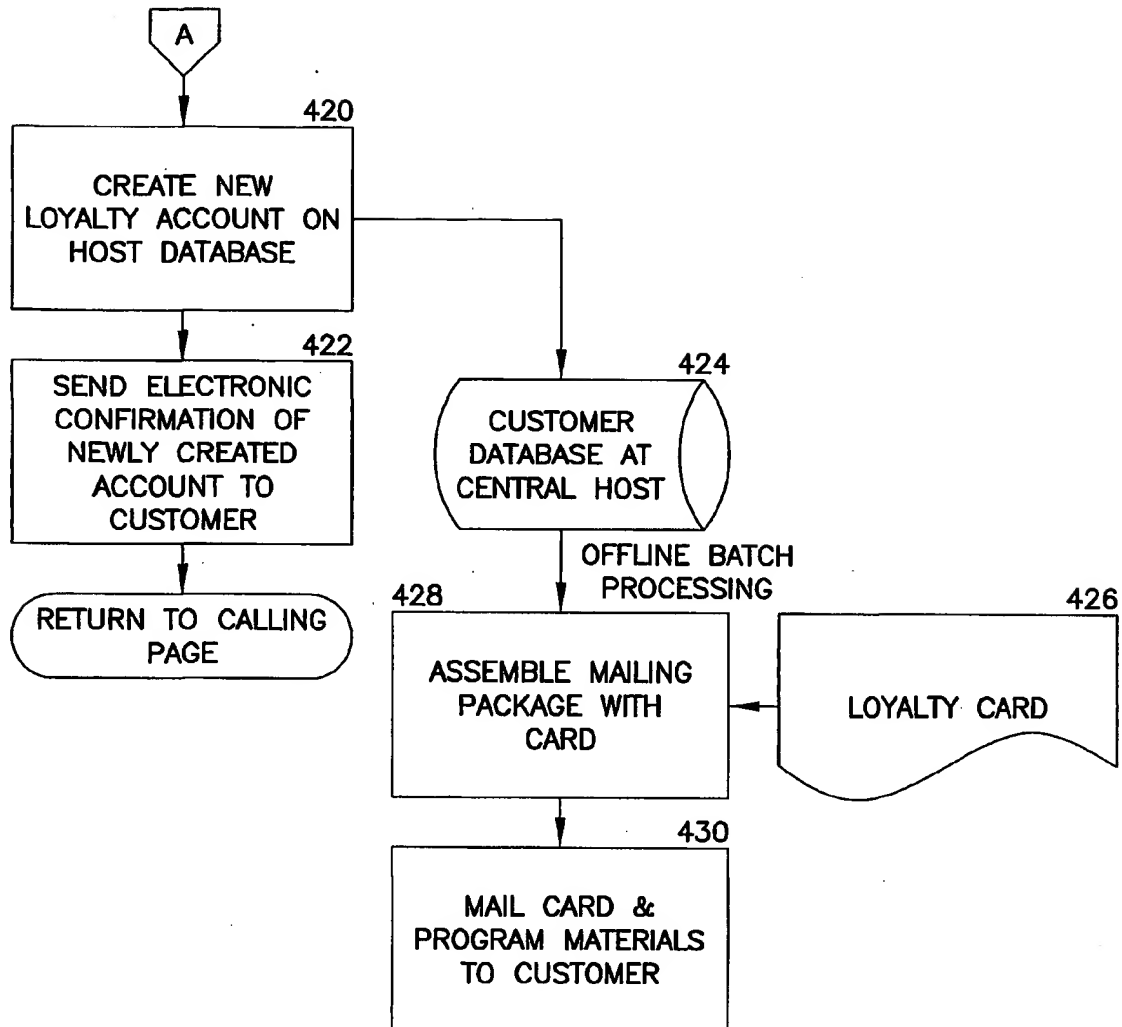 A
420
CREATE NEW
LOYALTY ACCOUNT ON
HOST DATABASE
422
SEND ELECTRONIC
CONFIRMATION OF
NEWLY CREATED
ACCOUNT TO
CUSTOMER
RETURN TO CALLING
PAGE
424
CUSTOMER
DATABASE AT
CENTRAL HOST
OFFLINE BATCH
PROCESSING
428
ASSEMBLE MAILING
PACKAGE WITH
CARD
426
LOYALTY CARD
430
MAIL CARD &
PROGRAM MATERIALS
TO CUSTOMER